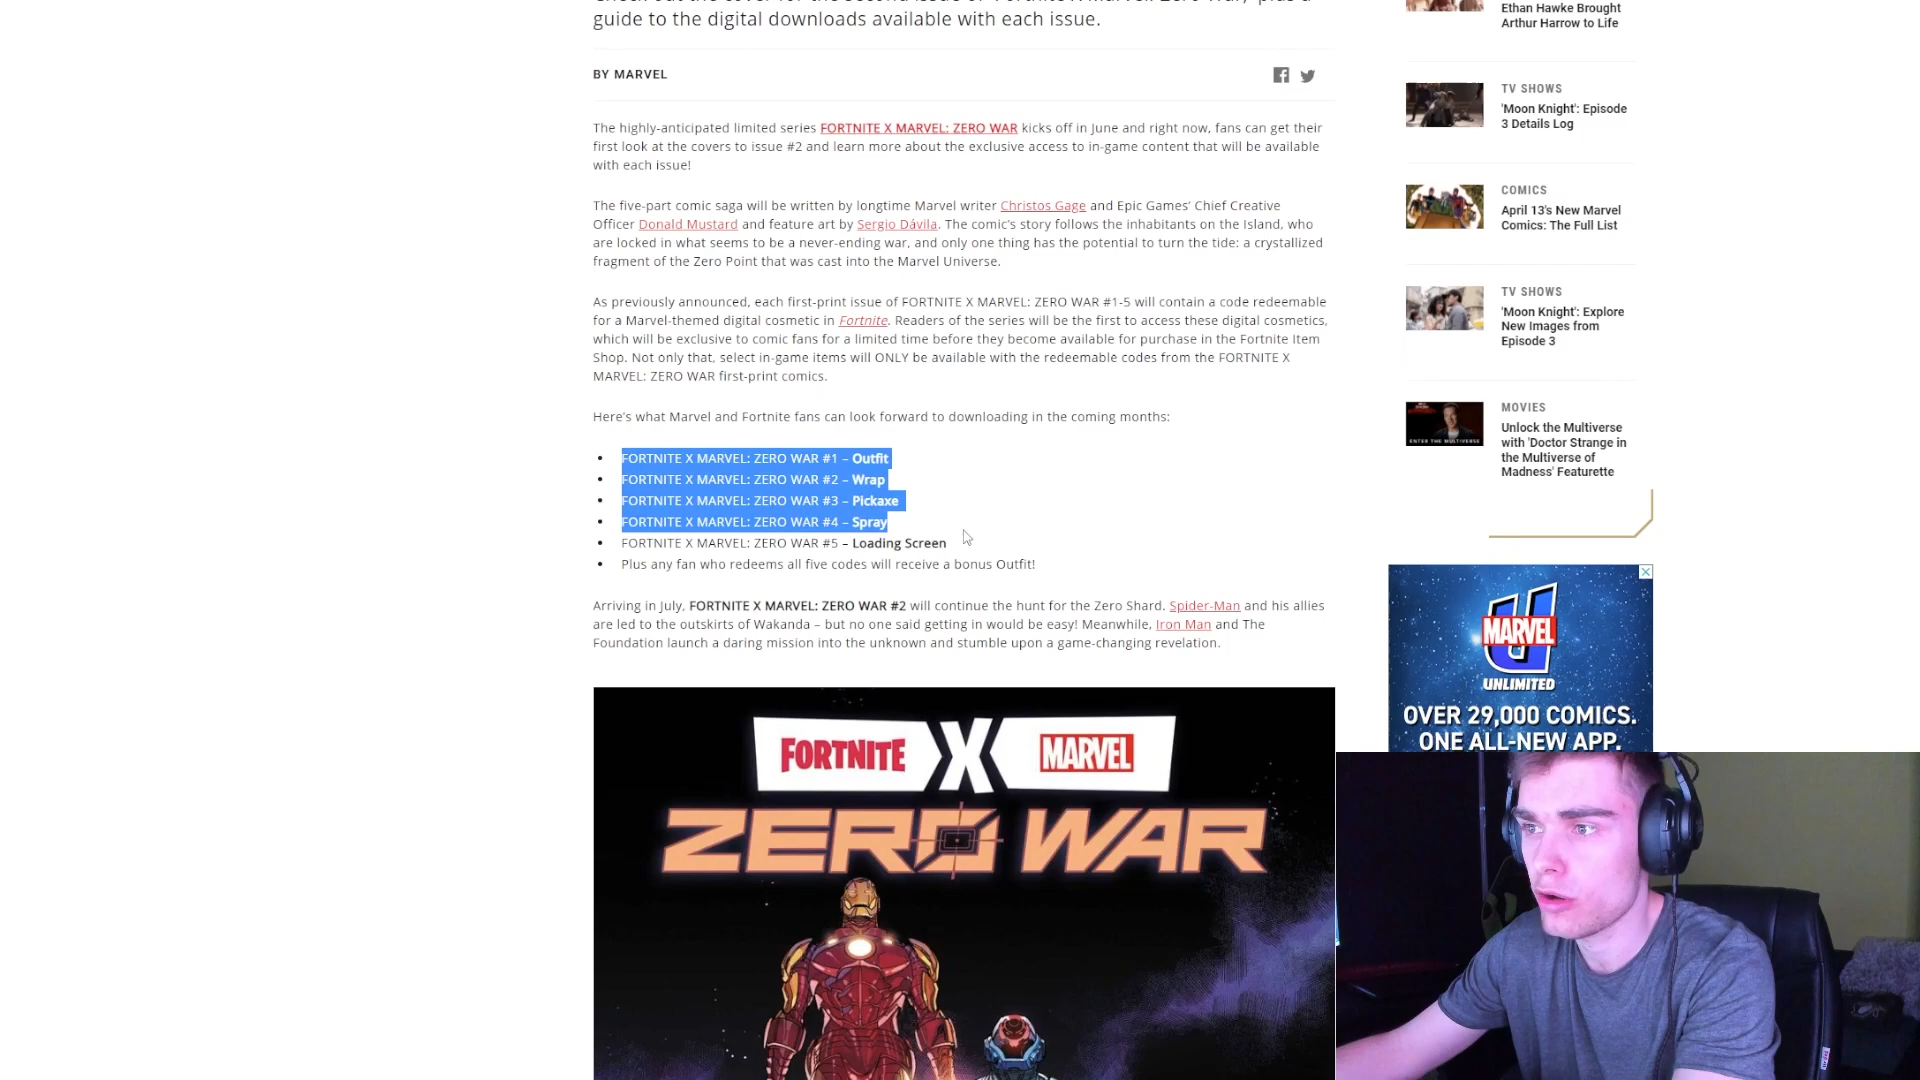 guide to the digital downloads available with each issue.
BY MARVEL
The highly-anticipated limited series FORTNITE X MARVEL: ZERO WAR kicks off in June and right now, fans can get their
first look at the covers to issue #2 and learn more about the exclusive access to in-game content that will be available
with each issue!
The five-part comic saga will be written by longtime Marvel writer Christos Gage and Epic Games' Chief Creative
Officer Donald Mustard and feature art by Sergio Dávila. The comic's story follows the inhabitants on the Island, who
are locked in what seems to be a never-ending war, and only one thing has the potential to turn the tide: a crystallized
fragment of the Zero Point that was cast into the Marvel Universe.
As previously announced, each first-print issue of FORTNITE X MARVEL: ZERO WAR #1-5 will contain a code redeemable
for a Marvel-themed digital cosmetic in Fortnite. Readers of the series will be the first to access these digital cosmetics,
which will be exclusive to comic fans for a limited time before they become available for purchase in the Fortnite Item
Shop. Not only that, select in-game items will ONLY be available with the redeemable codes from the FORTNITE X
MARVEL: ZERO WAR first-print comics.
Here's what Marvel and Fortnite fans can look forward to downloading in the coming months:
• FORTNITE X MARVEL: ZERO WAR #1 – Outfit
• FORTNITE X MARVEL: ZERO WAR #2 – Wrap
• FORTNITE X MARVEL: ZERO WAR #3 – Pickaxe
• FORTNITE X MARVEL: ZERO WAR #4 – Spray
• FORTNITE X MARVEL: ZERO WAR #5 – Loading Screen
• Plus any fan who redeems all five codes will receive a bonus Outfit!
Arriving in July, FORTNITE X MARVEL: ZERO WAR #2 will continue the hunt for the Zero Shard. Spider-Man and his allies
are led to the outskirts of Wakanda – but no one said getting in would be easy! Meanwhile, Iron Man and The
Foundation launch a daring mission into the unknown and stumble upon a game-changing revelation.
FORTNITE X MARVEL
ZERO WAR
Ethan Hawke Brought
Arthur Harrow to Life
TV SHOWS
'Moon Knight': Episode
3 Details Log
COMICS
April 13's New Marvel
Comics: The Full List
TV SHOWS
'Moon Knight': Explore
New Images from
Episode 3
MOVIES
Unlock the Multiverse
with 'Doctor Strange in
the Multiverse of
Madness' Featurette
ENTER THE MULTIVERSE
MARVEL
UNLIMITED
OVER 29,000 COMICS.
ONE ALL-NEW APP.